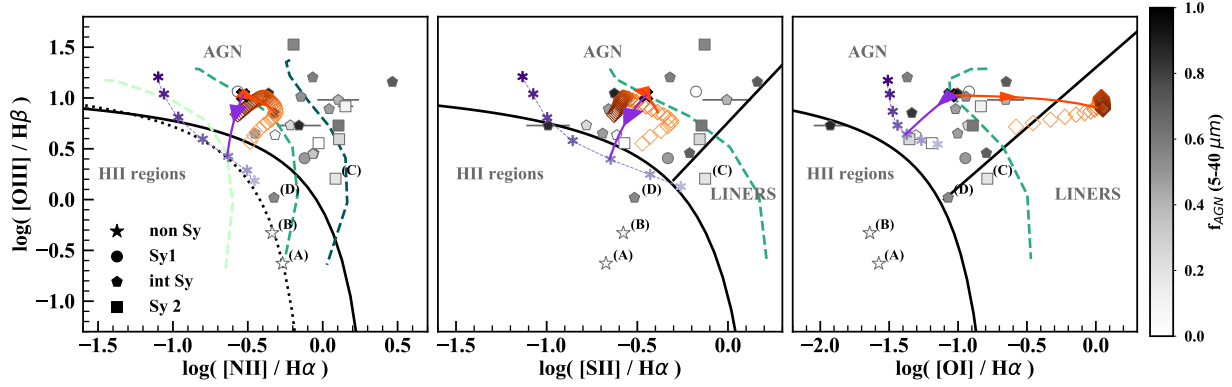 log( [OIII] / Hβ)
1.5
1.0
0.5
0.0
−0.5
−1.0
AGN
HII regions
(C)
(D)
(B)
(A)
non Sy
Sy1
int Sy
Sy 2
−1.5 −1.0 −0.5 0.0 0.5
log( [NII] / Hα)
AGN
HII regions
LINERS
(C)
(D)
(B)
(A)
−1.5 −1.0 −0.5 0.0
log( [SII] / Hα)
AGN
HII regions
LINERS
(C)
(D)
(B)
(A)
−2.0 −1.5 −1.0 −0.5 0.0
log( [OI] / Hα)
1.0
0.8
0.6
0.4
0.2
0.0
f_AGN (5-40 μm)